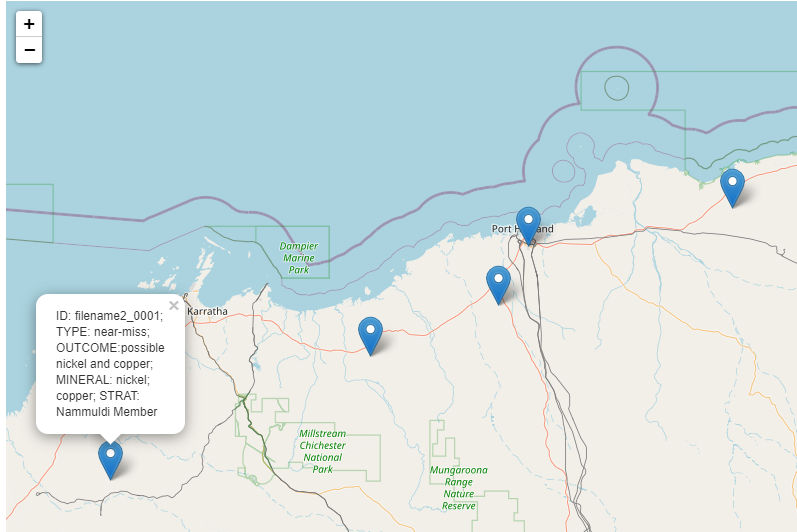 +
−
Dampier
Marine
Park
Port H dland
Karratha
×
ID: filename2_0001;
TYPE: near-miss;
OUTCOME:possible
nickel and copper;
MINERAL: nickel;
copper; STRAT:
Nammuldi Member
Millstream
Chichester
National
Park
Mungaroona
Range
Nature
Reserve